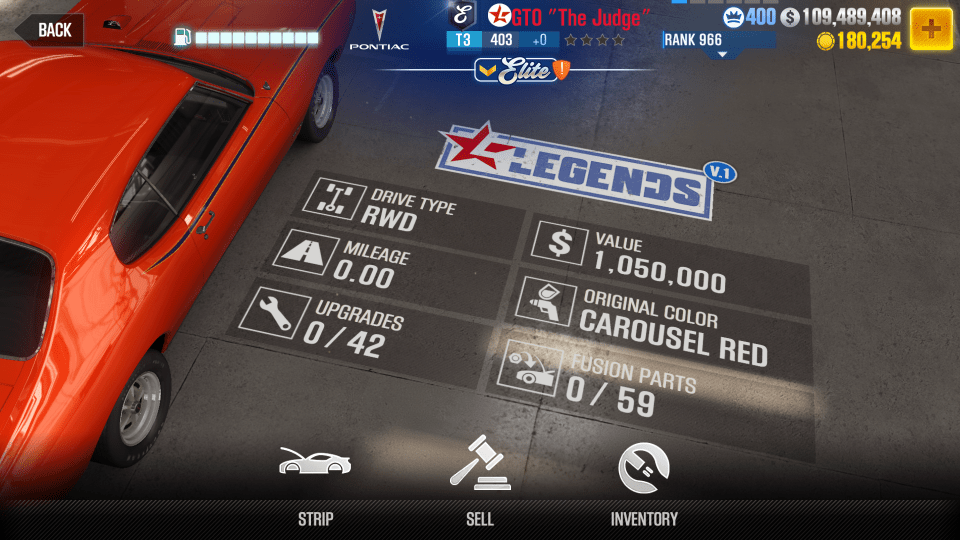 BACK
PONTIAC
GTO "The Judge"
T3 403 +0
Elite
RANK 966
400 $ 109,489,408
180,254
LEGENDS V.1
DRIVE TYPE
RWD
MILEAGE
0.00
UPGRADES
0 / 42
VALUE
1,050,000
ORIGINAL COLOR
CAROUSEL RED
FUSION PARTS
0 / 59
STRIP
SELL
INVENTORY